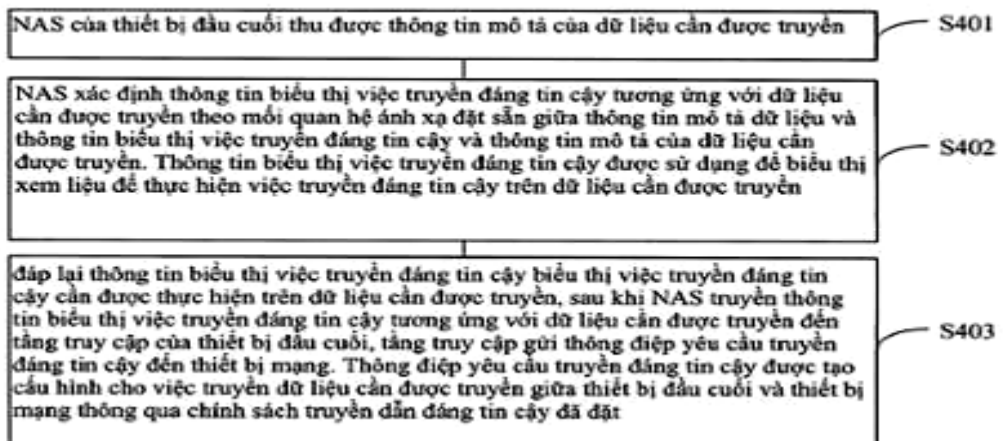 NAS của thiết bị đầu cuối thu được thông tin mô tả của dữ liệu cần được truyền
S401
NAS xác định thông tin biểu thị việc truyền đáng tin cậy tương ứng với dữ liệu
cần được truyền theo mối quan hệ ánh xạ đặt sẵn giữa thông tin mô tả dữ liệu và
thông tin biểu thị việc truyền đáng tin cậy và thông tin mô tả của dữ liệu cần
được truyền. Thông tin biểu thị việc truyền đáng tin cậy được sử dụng để biểu thị
xem liệu để thực hiện việc truyền đáng tin cậy trên dữ liệu cần được truyền
S402
đáp lại thông tin biểu thị việc truyền đáng tin cậy biểu thị việc truyền đáng tin
cậy cần được thực hiện trên dữ liệu cần được truyền, sau khi NAS truyền thông
tin biểu thị việc truyền đáng tin cậy tương ứng với dữ liệu cần được truyền đến
tầng truy cập của thiết bị đầu cuối, tầng truy cập gửi thông điệp yêu cầu truyền
đáng tin cậy đến thiết bị mạng. Thông điệp yêu cầu truyền đáng tin cậy được tạo
cấu hình cho việc truyền dữ liệu cần được truyền giữa thiết bị đầu cuối và thiết bị
mạng thông qua chính sách truyền dẫn đáng tin cậy đã đặt
S403